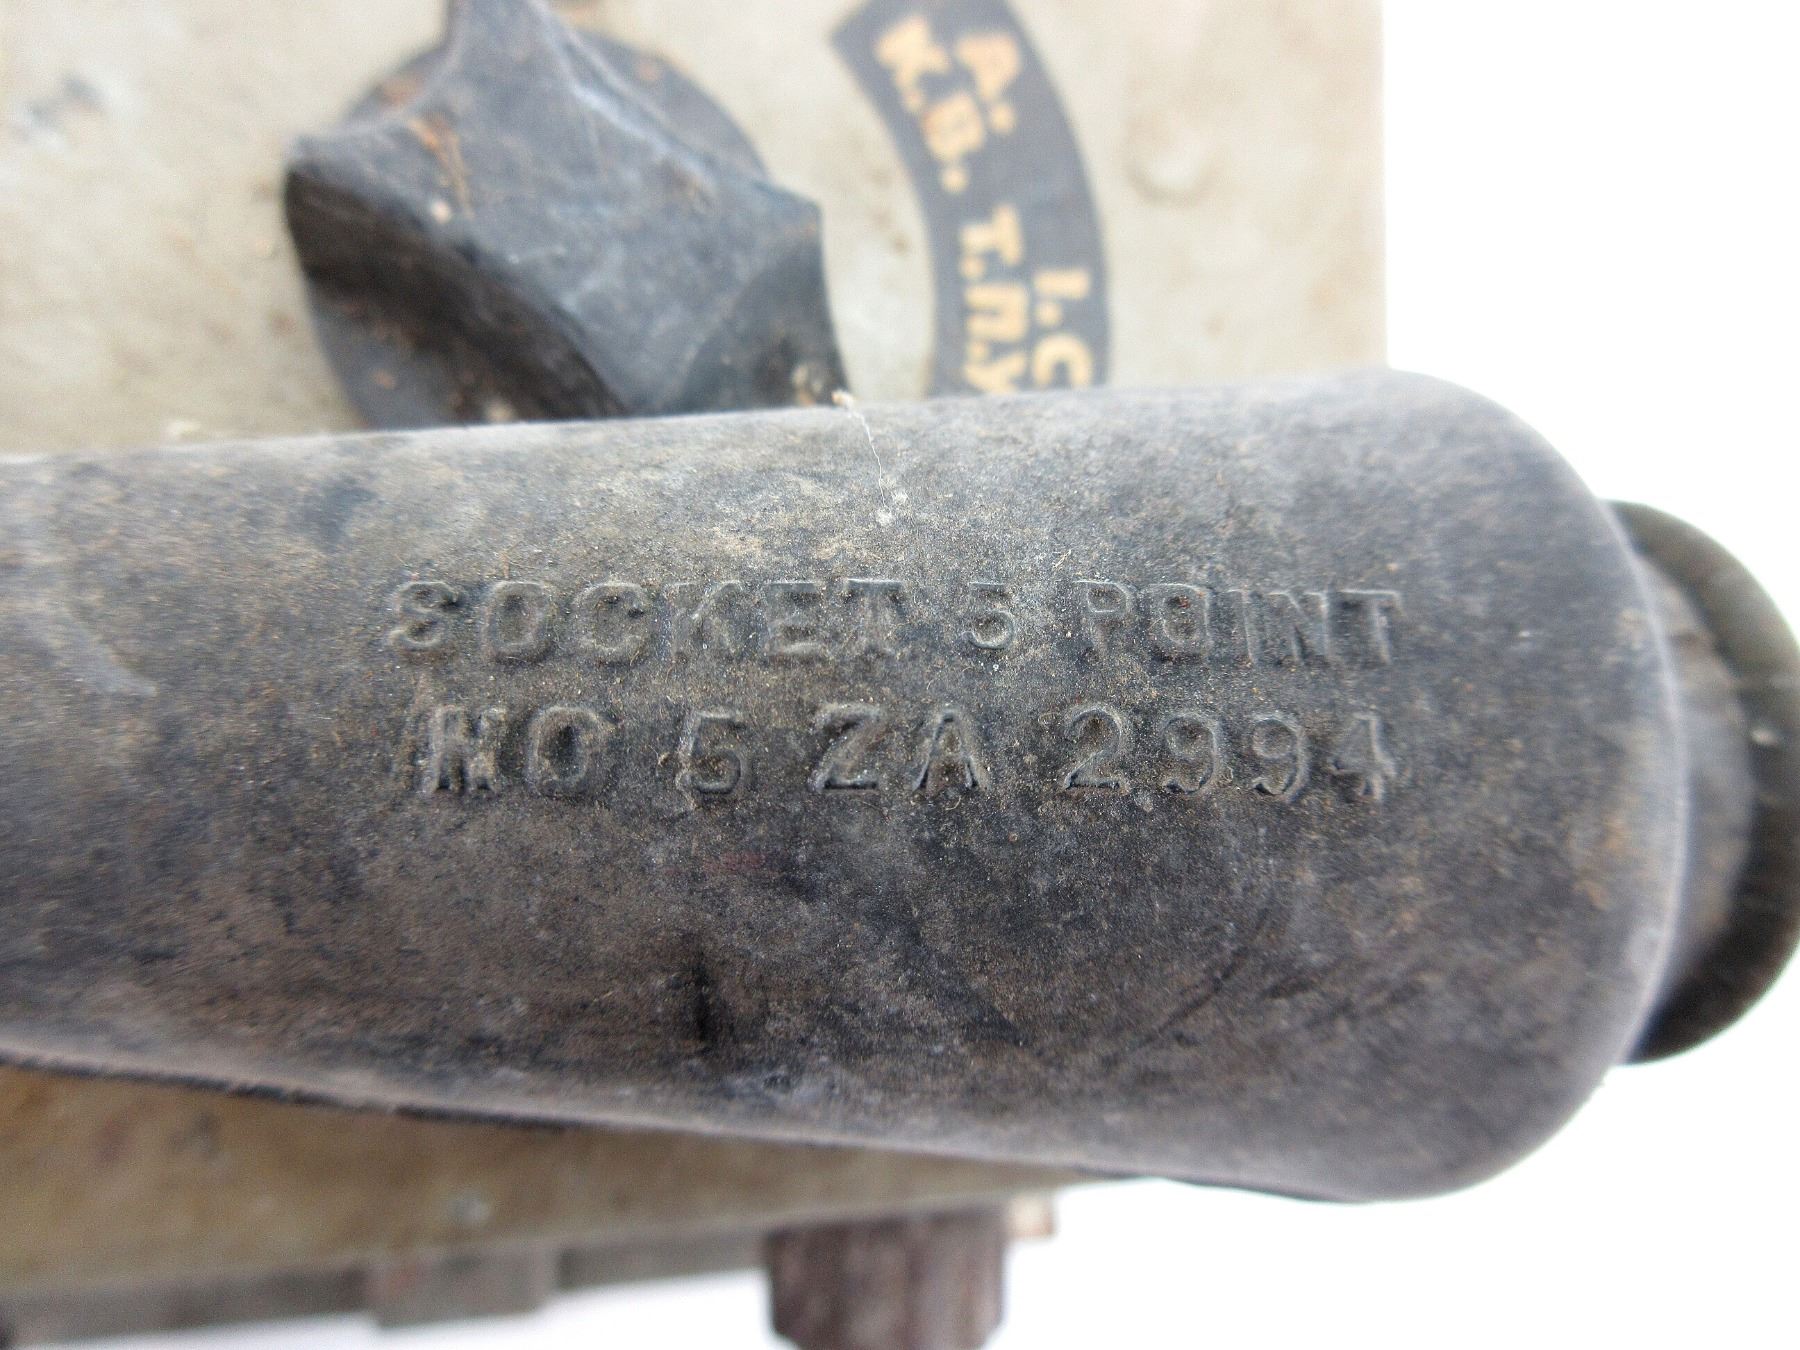 A.
K.B. T.M.
I.C
SOCKET 5 POINT
NO 5 ZA 2994